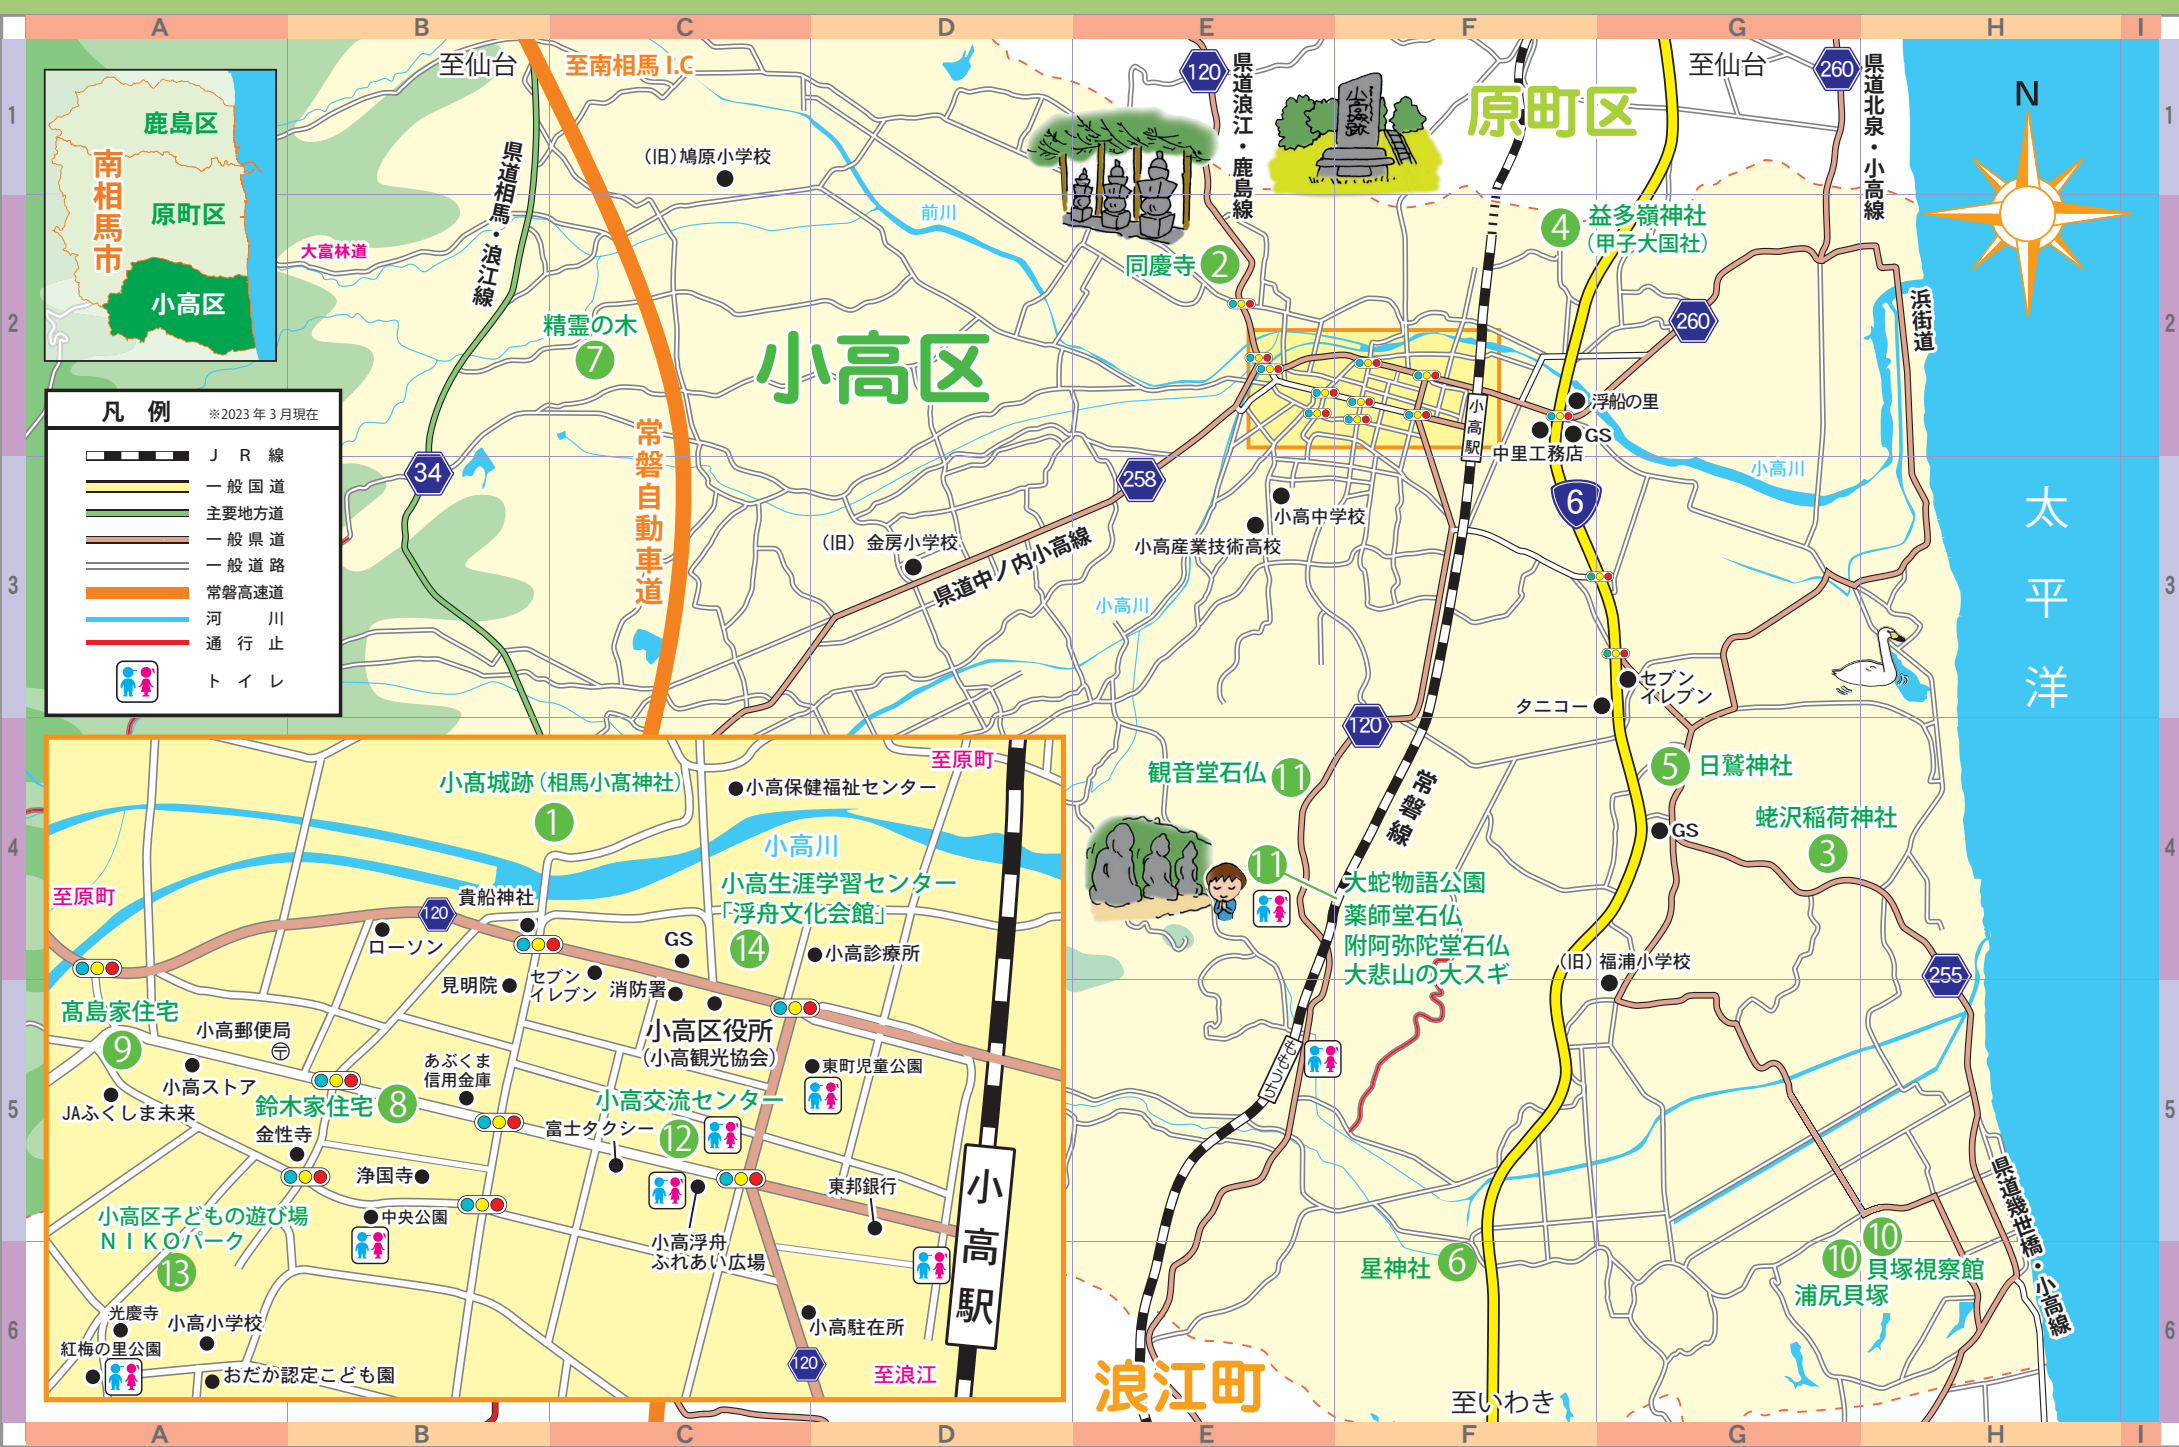 A B C D E F G H I
1
2
3
4
5
6
鹿島区
南相馬市
原町区
小高区
凡 例 ※2023年3月現在
JR線
一般国道
主要地方道
一般県道
一般道路
常磐高速道
河川
通行止
トイレ
至仙台
至南相馬I.C
県道相馬・浪江線
大富林道
34
精霊の木
7
(旧)鳩原小学校
前川
小高区
常磐自動車道
(旧)金房小学校
県道中ノ内小高線
258
120
県道浪江・鹿島線
小高跡
同慶寺
2
原町区
至仙台
260
県道北泉・小高線
N
4
益多嶺神社
(甲子大国社)
260
浜街道
小高駅
浮船の里
GS
中里工務店
小高川
6
太平洋
小高中学校
小高産業技術高校
小高川
セブン
イレブン
タニコー
120
観音堂石仏
11
常磐線
5
日鷲神社
GS
蛯沢稲荷神社
3
11
大蛇物語公園
薬師堂石仏
附阿弥陀堂石仏
大悲山の大スギ
(旧)福浦小学校
255
ももうち
県道幾世橋・小高線
星神社
6
10
10
貝塚視察館
浦尻貝塚
浪江町
至いわき
至原町
小髙城跡(相馬小髙神社)
1
小高保健福祉センター
小高川
至原町
貴船神社
120
ローソン
小高生涯学習センター
「浮舟文化会館」
14
GS
小高診療所
見明院
セブン
イレブン
消防署
小高区役所
(小高観光協会)
髙島家住宅
9
小高郵便局
小高ストア
JAふくしま未来
鈴木家住宅
8
あぶくま
信用金庫
東町児童公園
小高交流センター
12
富士タクシー
金性寺
浄国寺
中央公園
小高区子どもの遊び場
NIKOパーク
13
小高浮舟
ふれあい広場
東邦銀行
小高駅
光慶寺
小高小学校
紅梅の里公園
おだか認定こども園
小高駐在所
120
至浪江
A B C D E F G H I
1
2
3
4
5
6